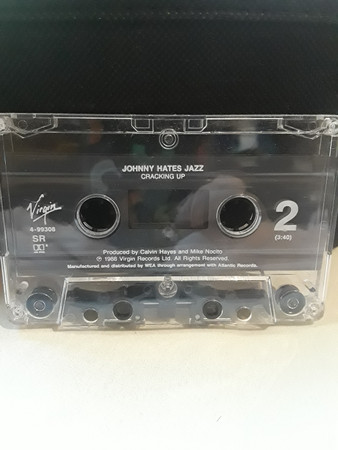 JOHNNY HATES JAZZ
CRACKING UP
Virgin
4-99306
SR
2
(3:40)
Produced by Calvin Hayes and Mike Nocito
℗ 1988 Virgin Records Ltd. All Rights Reserved.
Manufactured and distributed by WEA through arrangement with Atlantic Records.